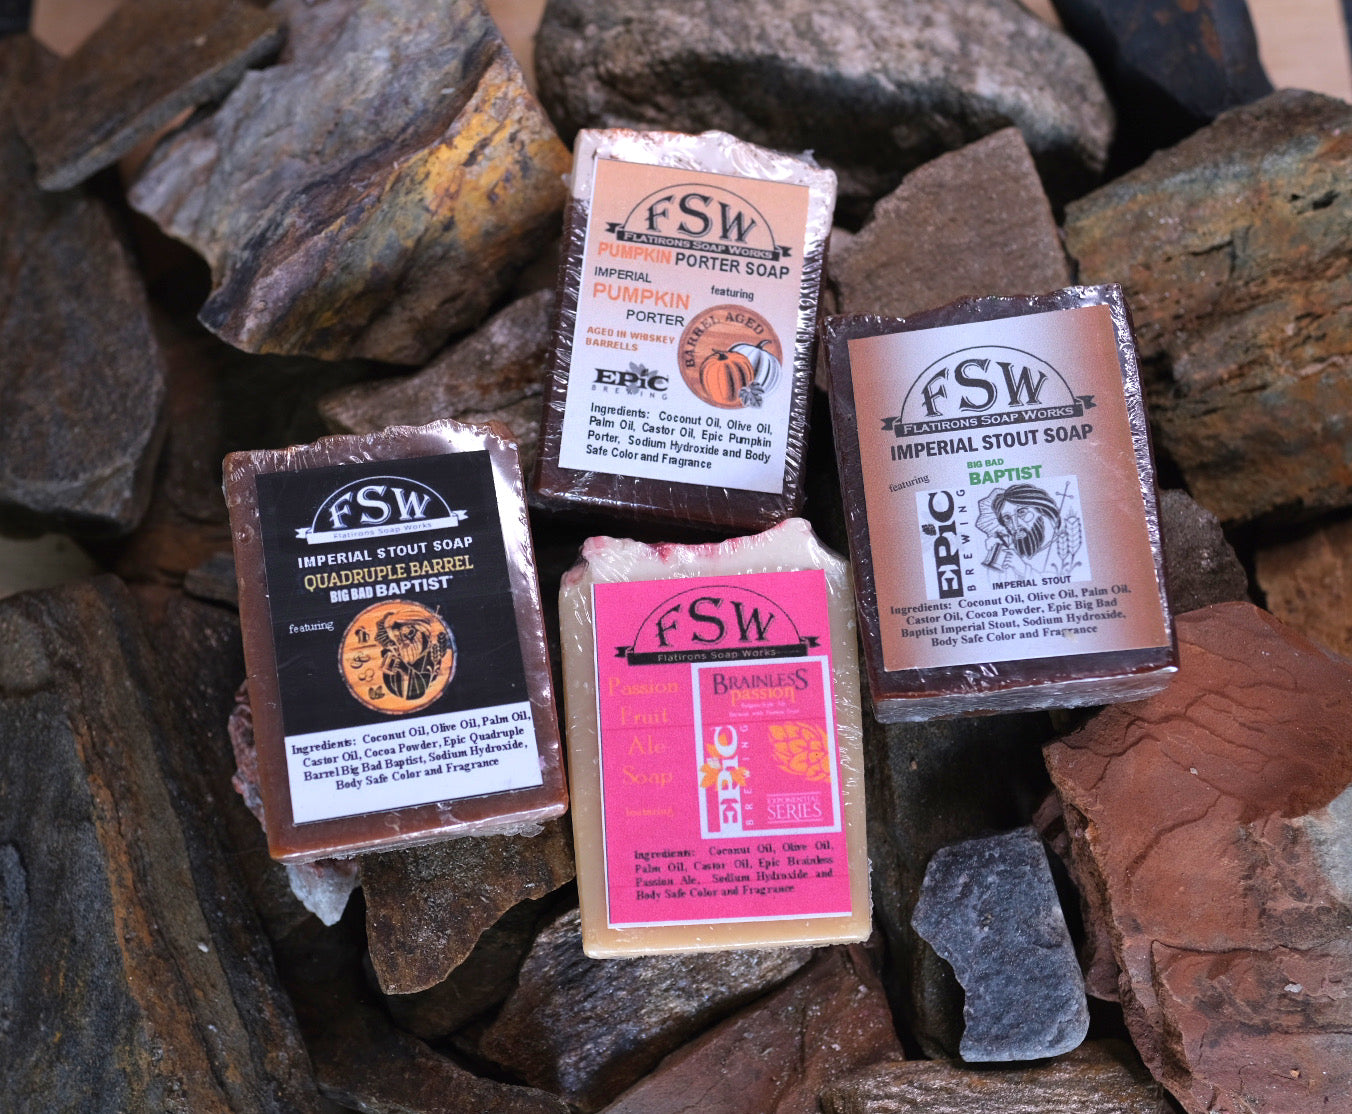 FSW
FLATIRONS SOAP WORKS
PUMPKIN PORTER SOAP
IMPERIAL
featuring
PUMPKIN
PORTER
AGED IN WHISKEY
BARRELLS
BARREL AGED
EPIC
BREWING
Ingredients: Coconut Oil, Olive Oil,
Palm Oil, Castor Oil, Epic Pumpkin
Porter, Sodium Hydroxide and Body
Safe Color and Fragrance
FSW
FLATIRONS SOAP WORKS
IMPERIAL STOUT SOAP
BIG BAD
featuring
BAPTIST
EPIC
BREWING
IMPERIAL STOUT
Ingredients: Coconut Oil, Olive Oil, Palm Oil,
Castor Oil, Cocoa Powder, Epic Big Bad
Baptist Imperial Stout, Sodium Hydroxide,
Body Safe Color and Fragrance
FSW
Flatirons Soap Works
IMPERIAL STOUT SOAP
QUADRUPLE BARREL
BIG BAD BAPTIST
featuring
Ingredients: Coconut Oil, Olive Oil, Palm Oil,
Castor Oil, Cocoa Powder, Epic Quadruple
Barrel Big Bad Baptist, Sodium Hydroxide,
Body Safe Color and Fragrance
FSW
Flatirons Soap Works
Passion
Fruit
Ale
Soap
featuring
BRAINLESS
passion
EPIC
BREWING
EXPONENTIAL
SERIES
Ingredients: Coconut Oil, Olive Oil,
Palm Oil, Castor Oil, Epic Brainless
Passion Ale, Sodium Hydroxide and
Body Safe Color and Fragrance